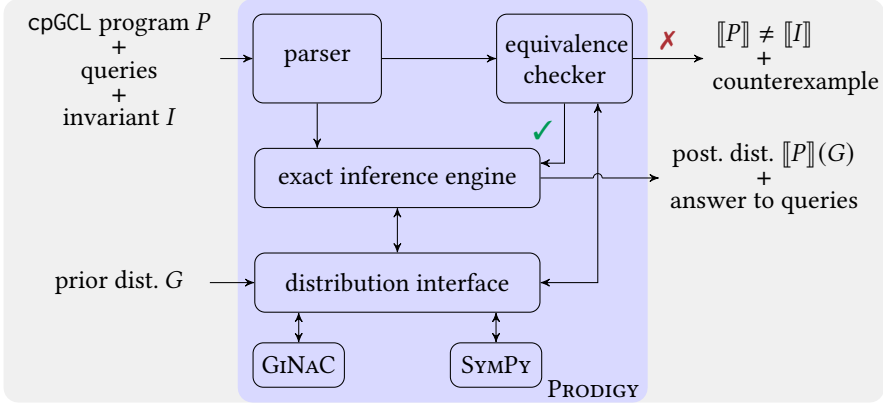 cpGCL program P
+
queries
+
invariant I
parser
equivalence
checker
✗
⟦P⟧ ≠ ⟦I⟧
+
counterexample
✓
exact inference engine
post. dist. ⟦P⟧(G)
+
answer to queries
prior dist. G
distribution interface
GiNaC
SymPy
Prodigy